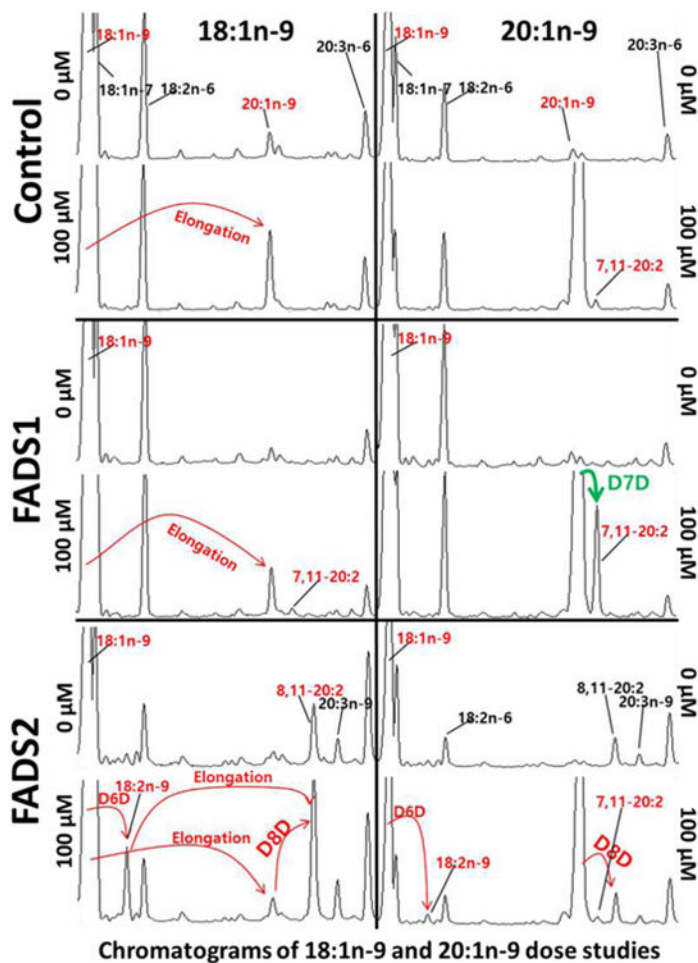 18:1n-9
20:1n-9
Control
0 µM
18:1n-9
18:1n-7
18:2n-6
20:1n-9
20:3n-6
18:1n-9
18:1n-7
18:2n-6
20:1n-9
20:3n-6
0 µM
100 µM
Elongation
7,11-20:2
100 µM
FADS1
0 µM
18:1n-9
18:1n-9
0 µM
100 µM
Elongation
7,11-20:2
D7D
7,11-20:2
100 µM
FADS2
0 µM
18:1n-9
8,11-20:2
20:3n-9
18:1n-9
18:2n-6
8,11-20:2
20:3n-9
0 µM
100 µM
D6D
18:2n-9
Elongation
Elongation
D8D
D6D
18:2n-9
7,11-20:2
D8D
100 µM
Chromatograms of 18:1n-9 and 20:1n-9 dose studies